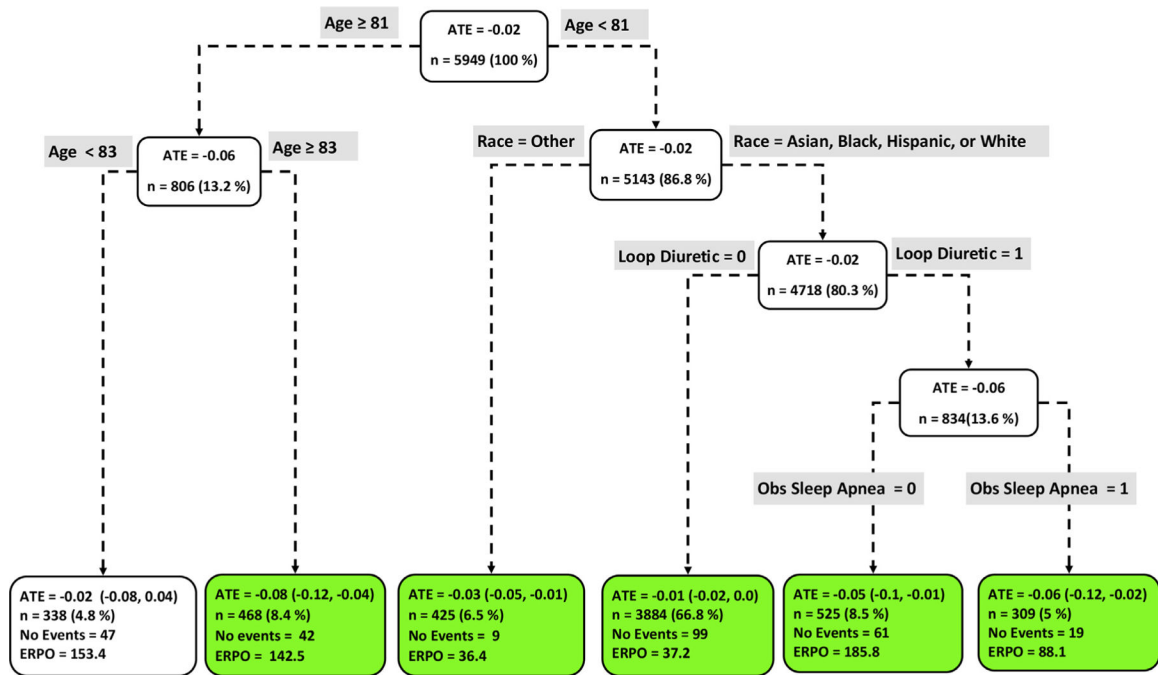 Age ≥ 81
ATE = -0.02
n = 5949 (100 %)
Age < 81
Age < 83
ATE = -0.06
n = 806 (13.2 %)
Age ≥ 83
Race = Other
ATE = -0.02
n = 5143 (86.8 %)
Race = Asian, Black, Hispanic, or White
Loop Diuretic = 0
ATE = -0.02
n = 4718 (80.3 %)
Loop Diuretic = 1
ATE = -0.06
n = 834(13.6 %)
Obs Sleep Apnea = 0
Obs Sleep Apnea = 1
ATE = -0.02 (-0.08, 0.04)
n = 338 (4.8 %)
No Events = 47
ERPO = 153.4
ATE = -0.08 (-0.12, -0.04)
n = 468 (8.4 %)
No events = 42
ERPO = 142.5
ATE = -0.03 (-0.05, -0.01)
n = 425 (6.5 %)
No Events = 9
ERPO = 36.4
ATE = -0.01 (-0.02, 0.0)
n = 3884 (66.8 %)
No Events = 99
ERPO = 37.2
ATE = -0.05 (-0.1, -0.01)
n = 525 (8.5 %)
No Events = 61
ERPO = 185.8
ATE = -0.06 (-0.12, -0.02)
n = 309 (5 %)
No Events = 19
ERPO = 88.1